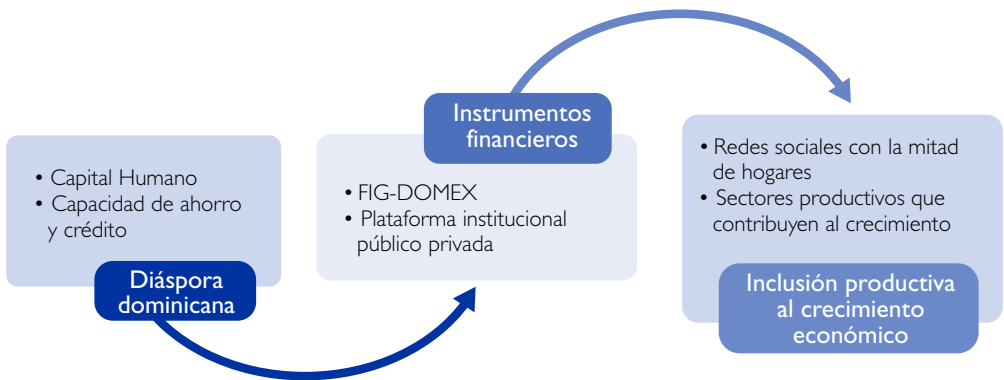 • Capital Humano
• Capacidad de ahorro
y crédito
Diáspora
dominicana
Instrumentos
financieros
• FIG-DOMEX
• Plataforma institucional
público privada
• Redes sociales con la mitad
de hogares
• Sectores productivos que
contribuyen al crecimiento
Inclusión productiva
al crecimiento
económico